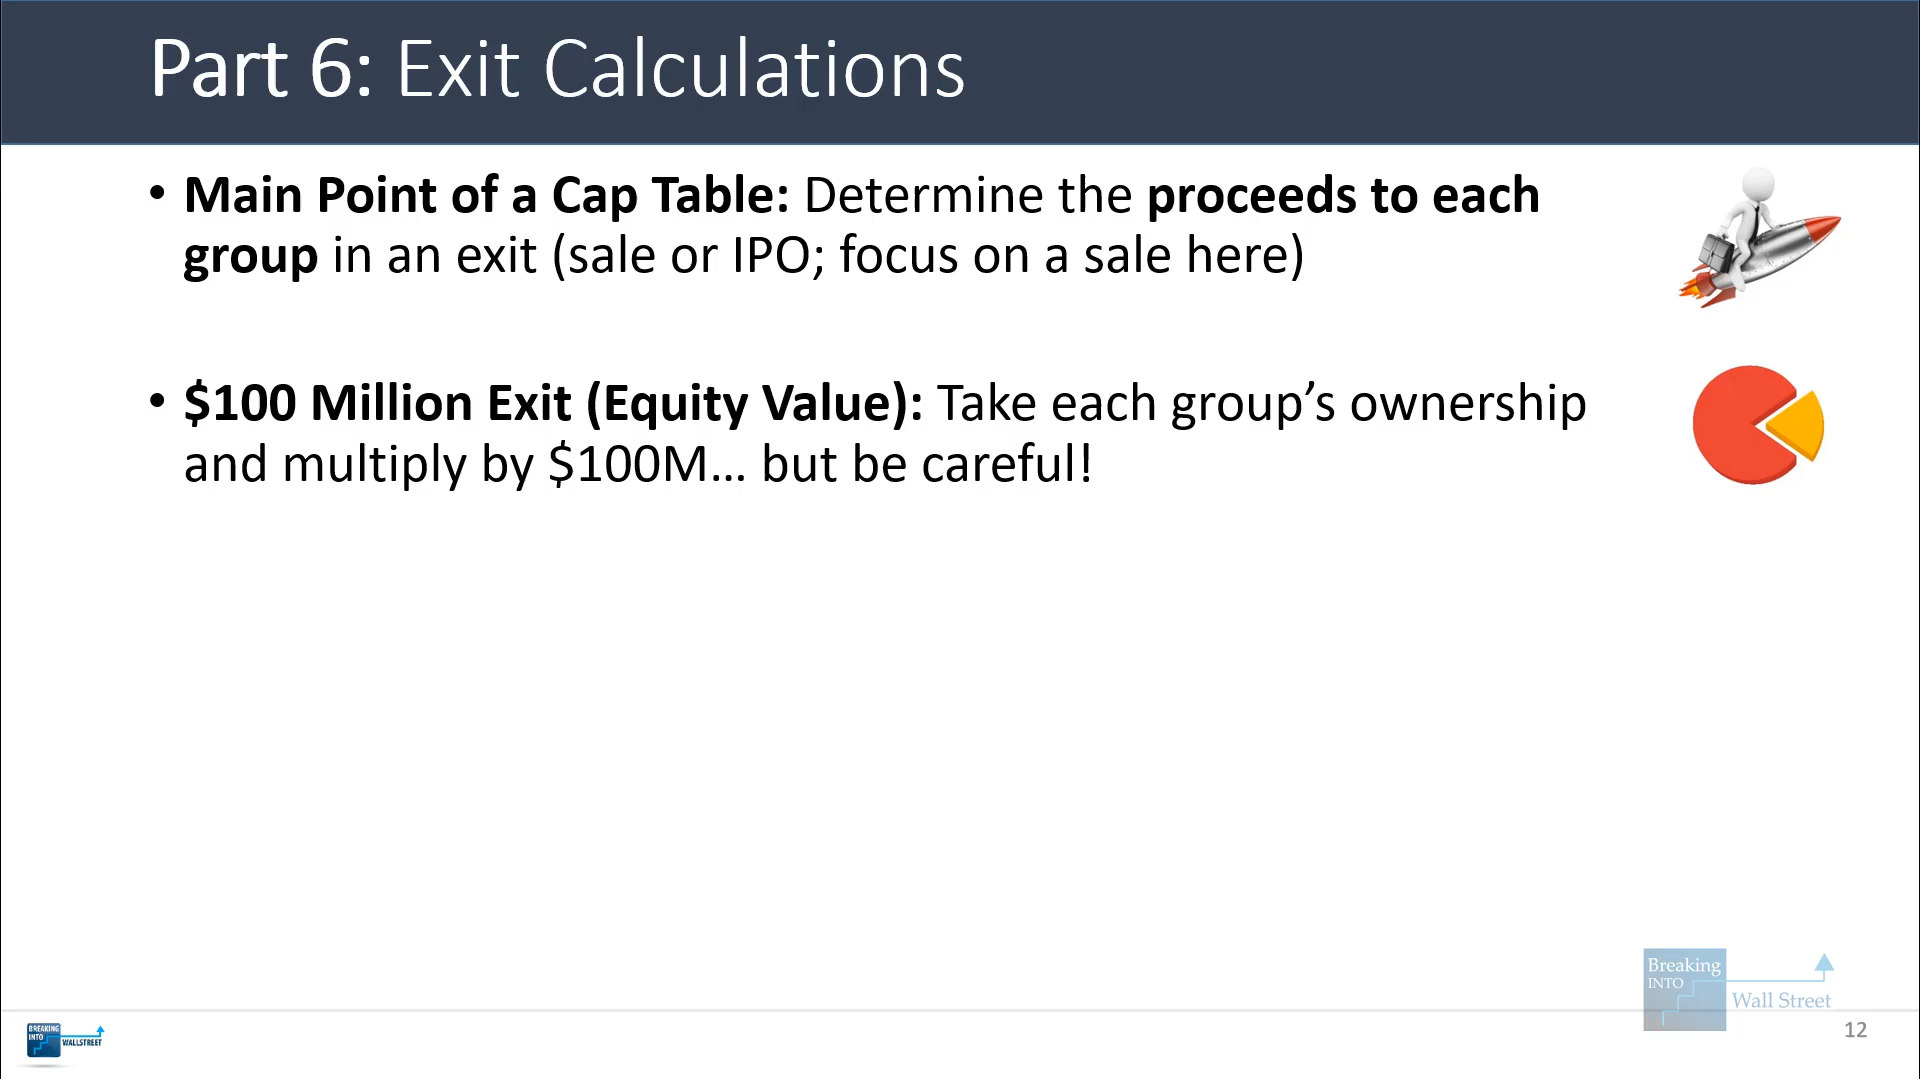 Part 6: Exit Calculations
• Main Point of a Cap Table: Determine the proceeds to each
group in an exit (sale or IPO; focus on a sale here)
• $100 Million Exit (Equity Value): Take each group’s ownership
and multiply by $100M… but be careful!
Breaking
INTO
Wall Street
BREAKING
INTO
WALLSTREET
12